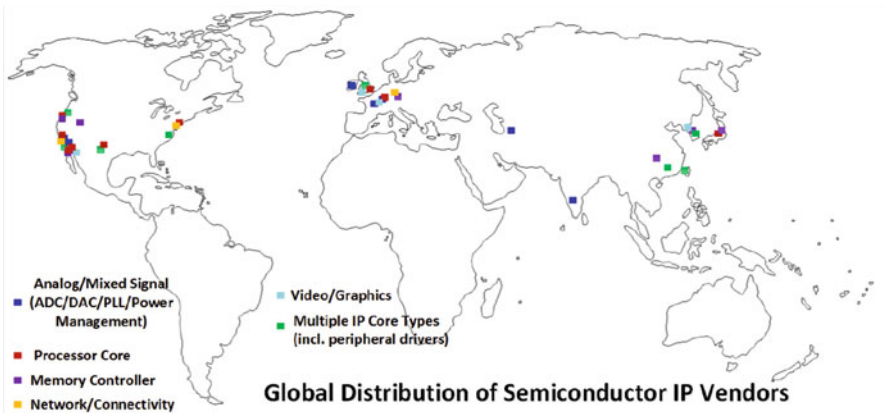 Analog/Mixed Signal
(ADC/DAC/PLL/Power
Management)
Processor Core
Memory Controller
Network/Connectivity
Video/Graphics
Multiple IP Core Types
(incl. peripheral drivers)
Global Distribution of Semiconductor IP Vendors